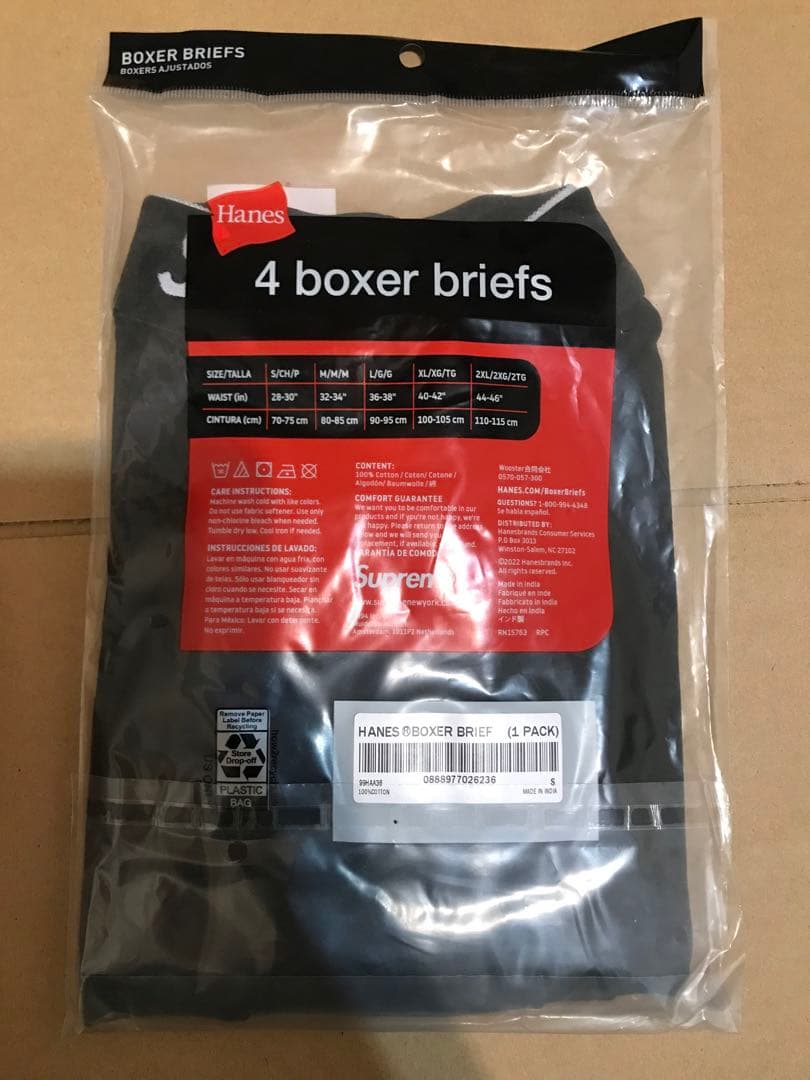 BOXER BRIEFS
BOXERS AJUSTADOS
Hanes
4 boxer briefs
SIZE/TALLA S/CH/P M/M/M L/G/G XL/XG/TG 2XL/2XG/2TG
WAIST (in) 28-30" 32-34" 36-38" 40-42" 44-46"
CINTURA (cm) 70-75 cm 80-85 cm 90-95 cm 100-105 cm 110-115 cm
CARE INSTRUCTIONS:
Machine wash cold with like colors.
Do not use fabric softener. Use only
non-chlorine bleach when needed.
Tumble dry low. Cool iron if needed.
INSTRUCCIONES DE LAVADO:
Lavar en máquina con agua fría, con
colores similares. No usar suavizante
de telas. Sólo usar blanqueador sin
cloro cuando se necesite. Secar en
máquina a temperatura baja. Planchar
a temperatura baja si se necesita.
Para México: Lavar con detergente.
No exprimir.
CONTENT:
100% Cotton / Coton/ Cotone /
Algodón/ Baumwolle / 綿
COMFORT GUARANTEE
We want you to be comfortable in our
products and if you're not happy, we're
not happy. Please return to address
below and we will send you
replacement, if available
GARANTÍA DE
Supreme
Amsterdam, 1011PZ Netherlands
Wooster合同会社
0570-057-300
HANES.COM/BoxerBriefs
QUESTIONS? 1-800-994-4348
Se habla español.
DISTRIBUTED BY:
Hanesbrands Consumer Services
P.O Box 3013
Winston-Salem, NC 27102
©2022 Hanesbrands Inc.
All rights reserved.
Made in India
Fabriqué en Inde
Fabbricato in India
Hecho en India
インド製
RN15763 RPC
Remove Paper
Label Before
Recycling
Store
Drop-off
PLASTIC
BAG
HANES®BOXER BRIEF (1 PACK)
99HAA38 0888977026236 S
100%COTTON MADE IN INDIA